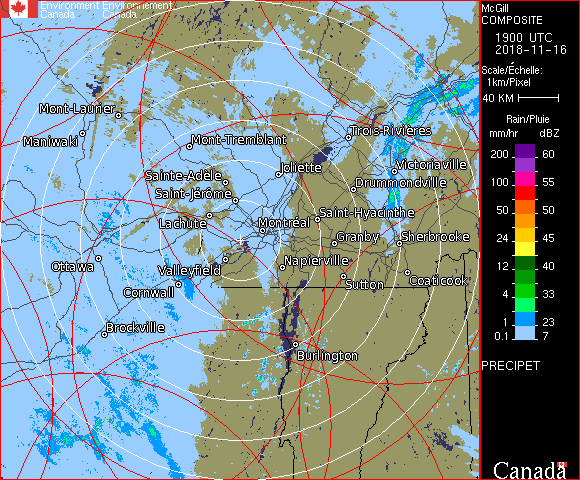 Environment Environnement
Canada Canada
McGill
COMPOSITE
1900 UTC
2018-11-16
Scale/Échelle:
1km/Pixel
40 KM
Rain/Pluie
mm/hr dBZ
200 60
100 55
50 50
24 45
12 40
4 33
1 23
0.1 7
PRECIPET
Canada
Mont-Laurier
Maniwaki
Mont-Tremblant
Trois-Rivières
Sainte-Adèle
Joliette
Victoriaville
Saint-Jérôme
Drummondville
Lachute
Montréal
Saint-Hyacinthe
Granby
Sherbrooke
Ottawa
Valleyfield
Napierville
Cornwall
Sutton
Coaticook
Brockville
Burlington